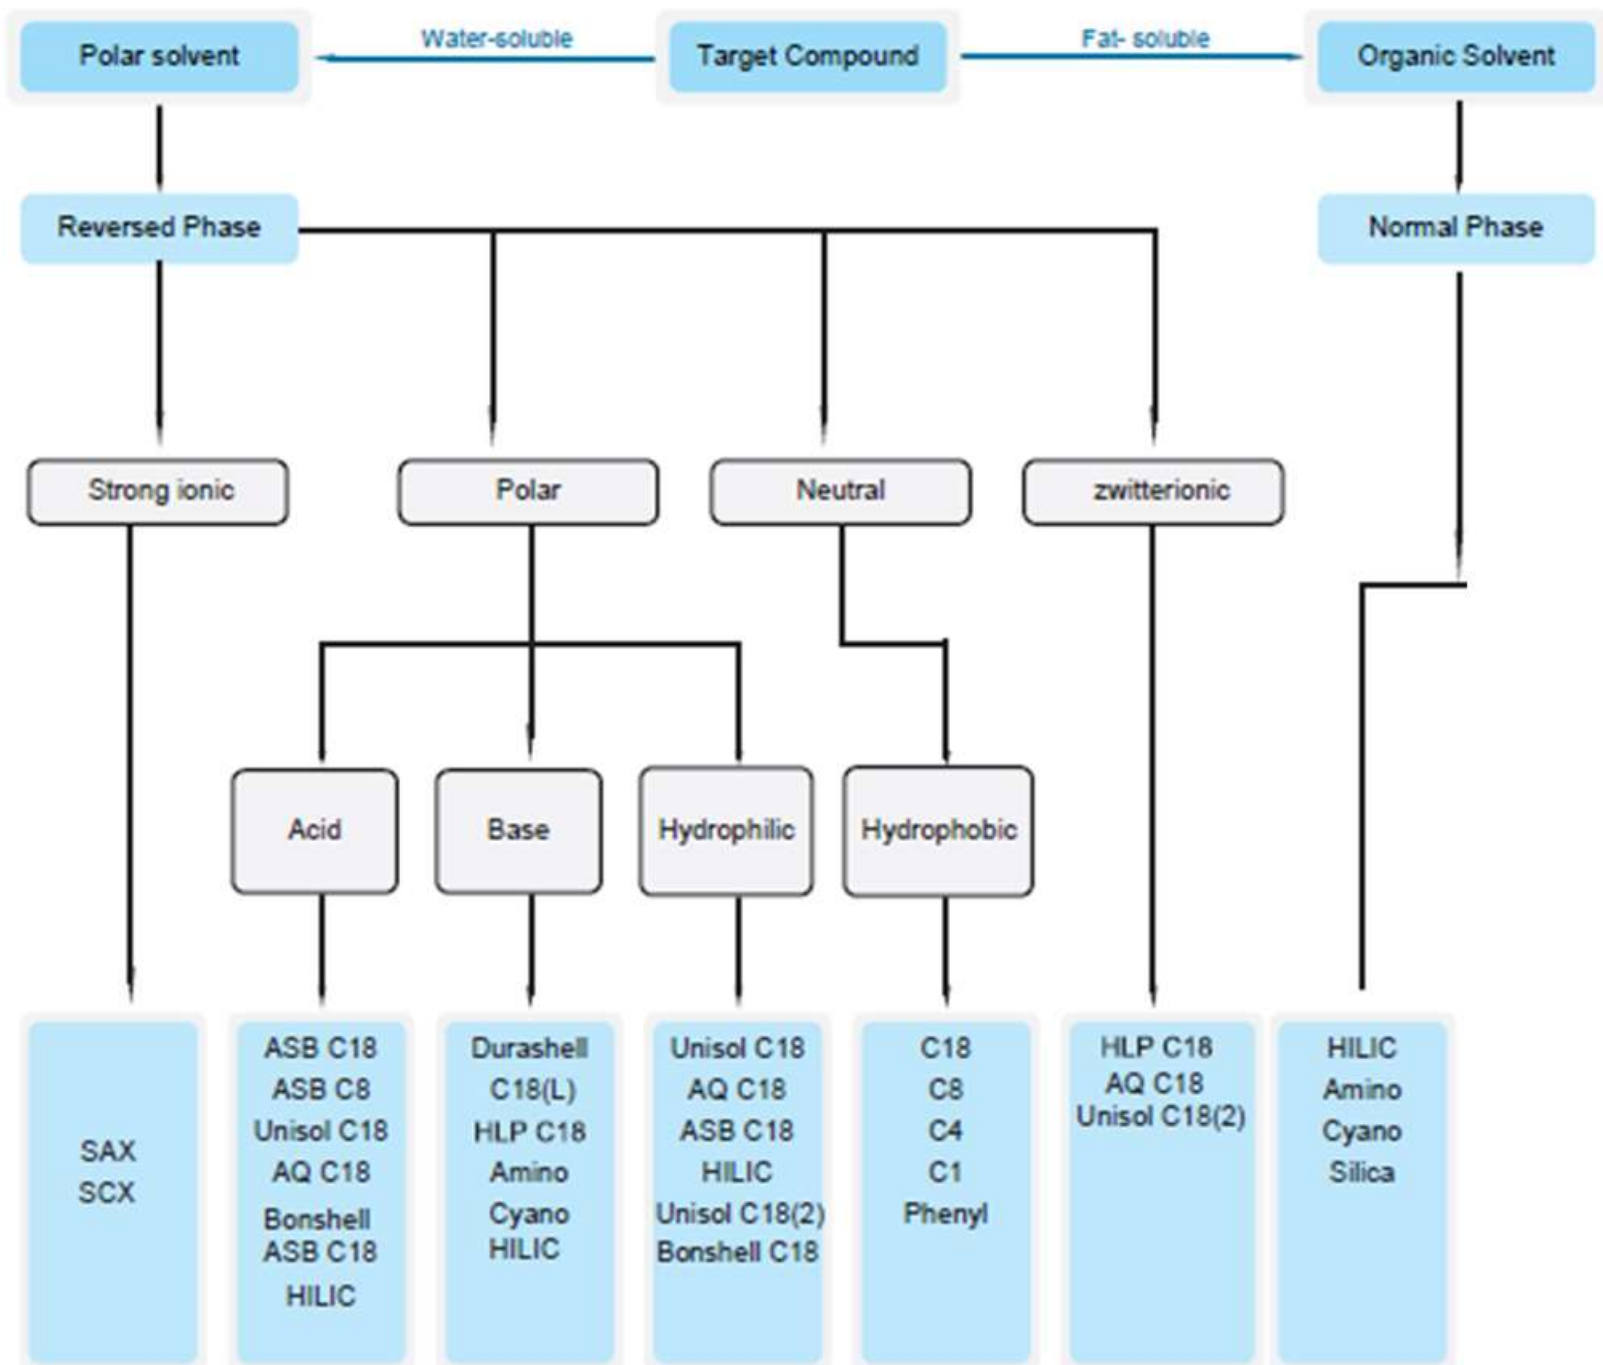 Polar solvent
Water-soluble
Target Compound
Fat- soluble
Organic Solvent
Reversed Phase
Normal Phase
Strong ionic
Polar
Neutral
zwitterionic
Acid
Base
Hydrophilic
Hydrophobic
SAX
SCX
ASB C18
ASB C8
Unisol C18
AQ C18
Bonshell
ASB C18
HILIC
Durashell
C18(L)
HLP C18
Amino
Cyano
HILIC
Unisol C18
AQ C18
ASB C18
HILIC
Unisol C18(2)
Bonshell C18
C18
C8
C4
C1
Phenyl
HLP C18
AQ C18
Unisol C18(2)
HILIC
Amino
Cyano
Silica